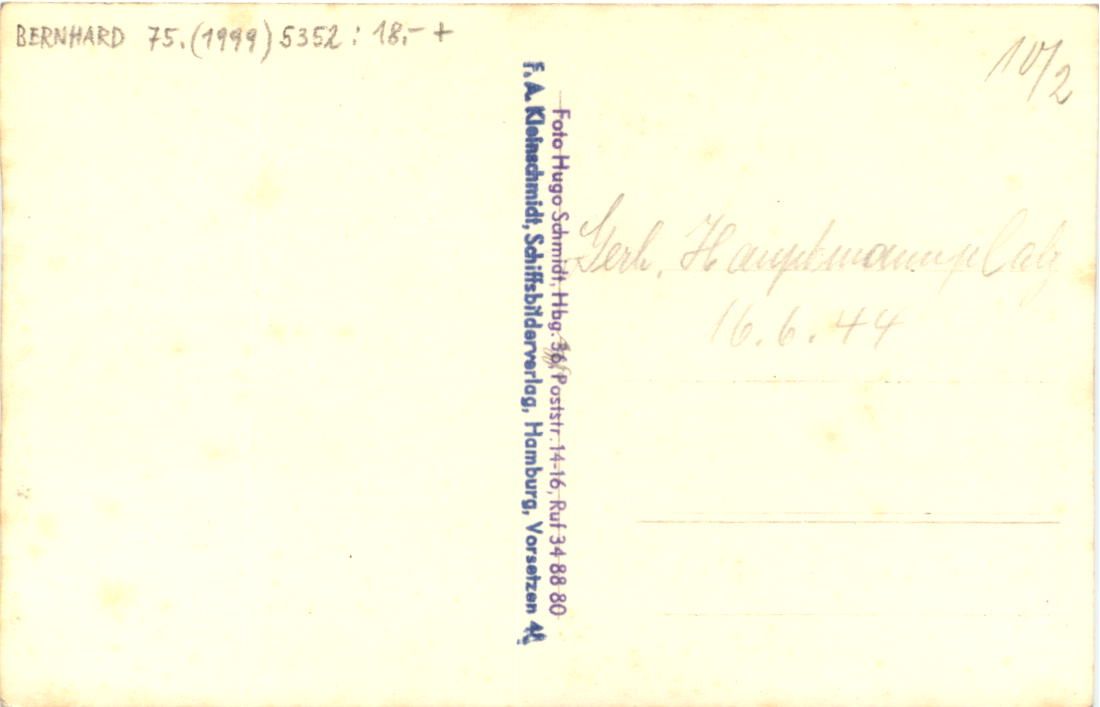 BERNHARD 75. (1999) 5352 : 18,- +
10/2
Foto Hugo Schmidt, Hbg. 36, Poststr. 14-16, Ruf 34 88 80
F. A. Kleinschmidt, Schiffsbilderverlag, Hamburg, Vorsetzen
Gerh. Hauptmannplatz
16.6.44